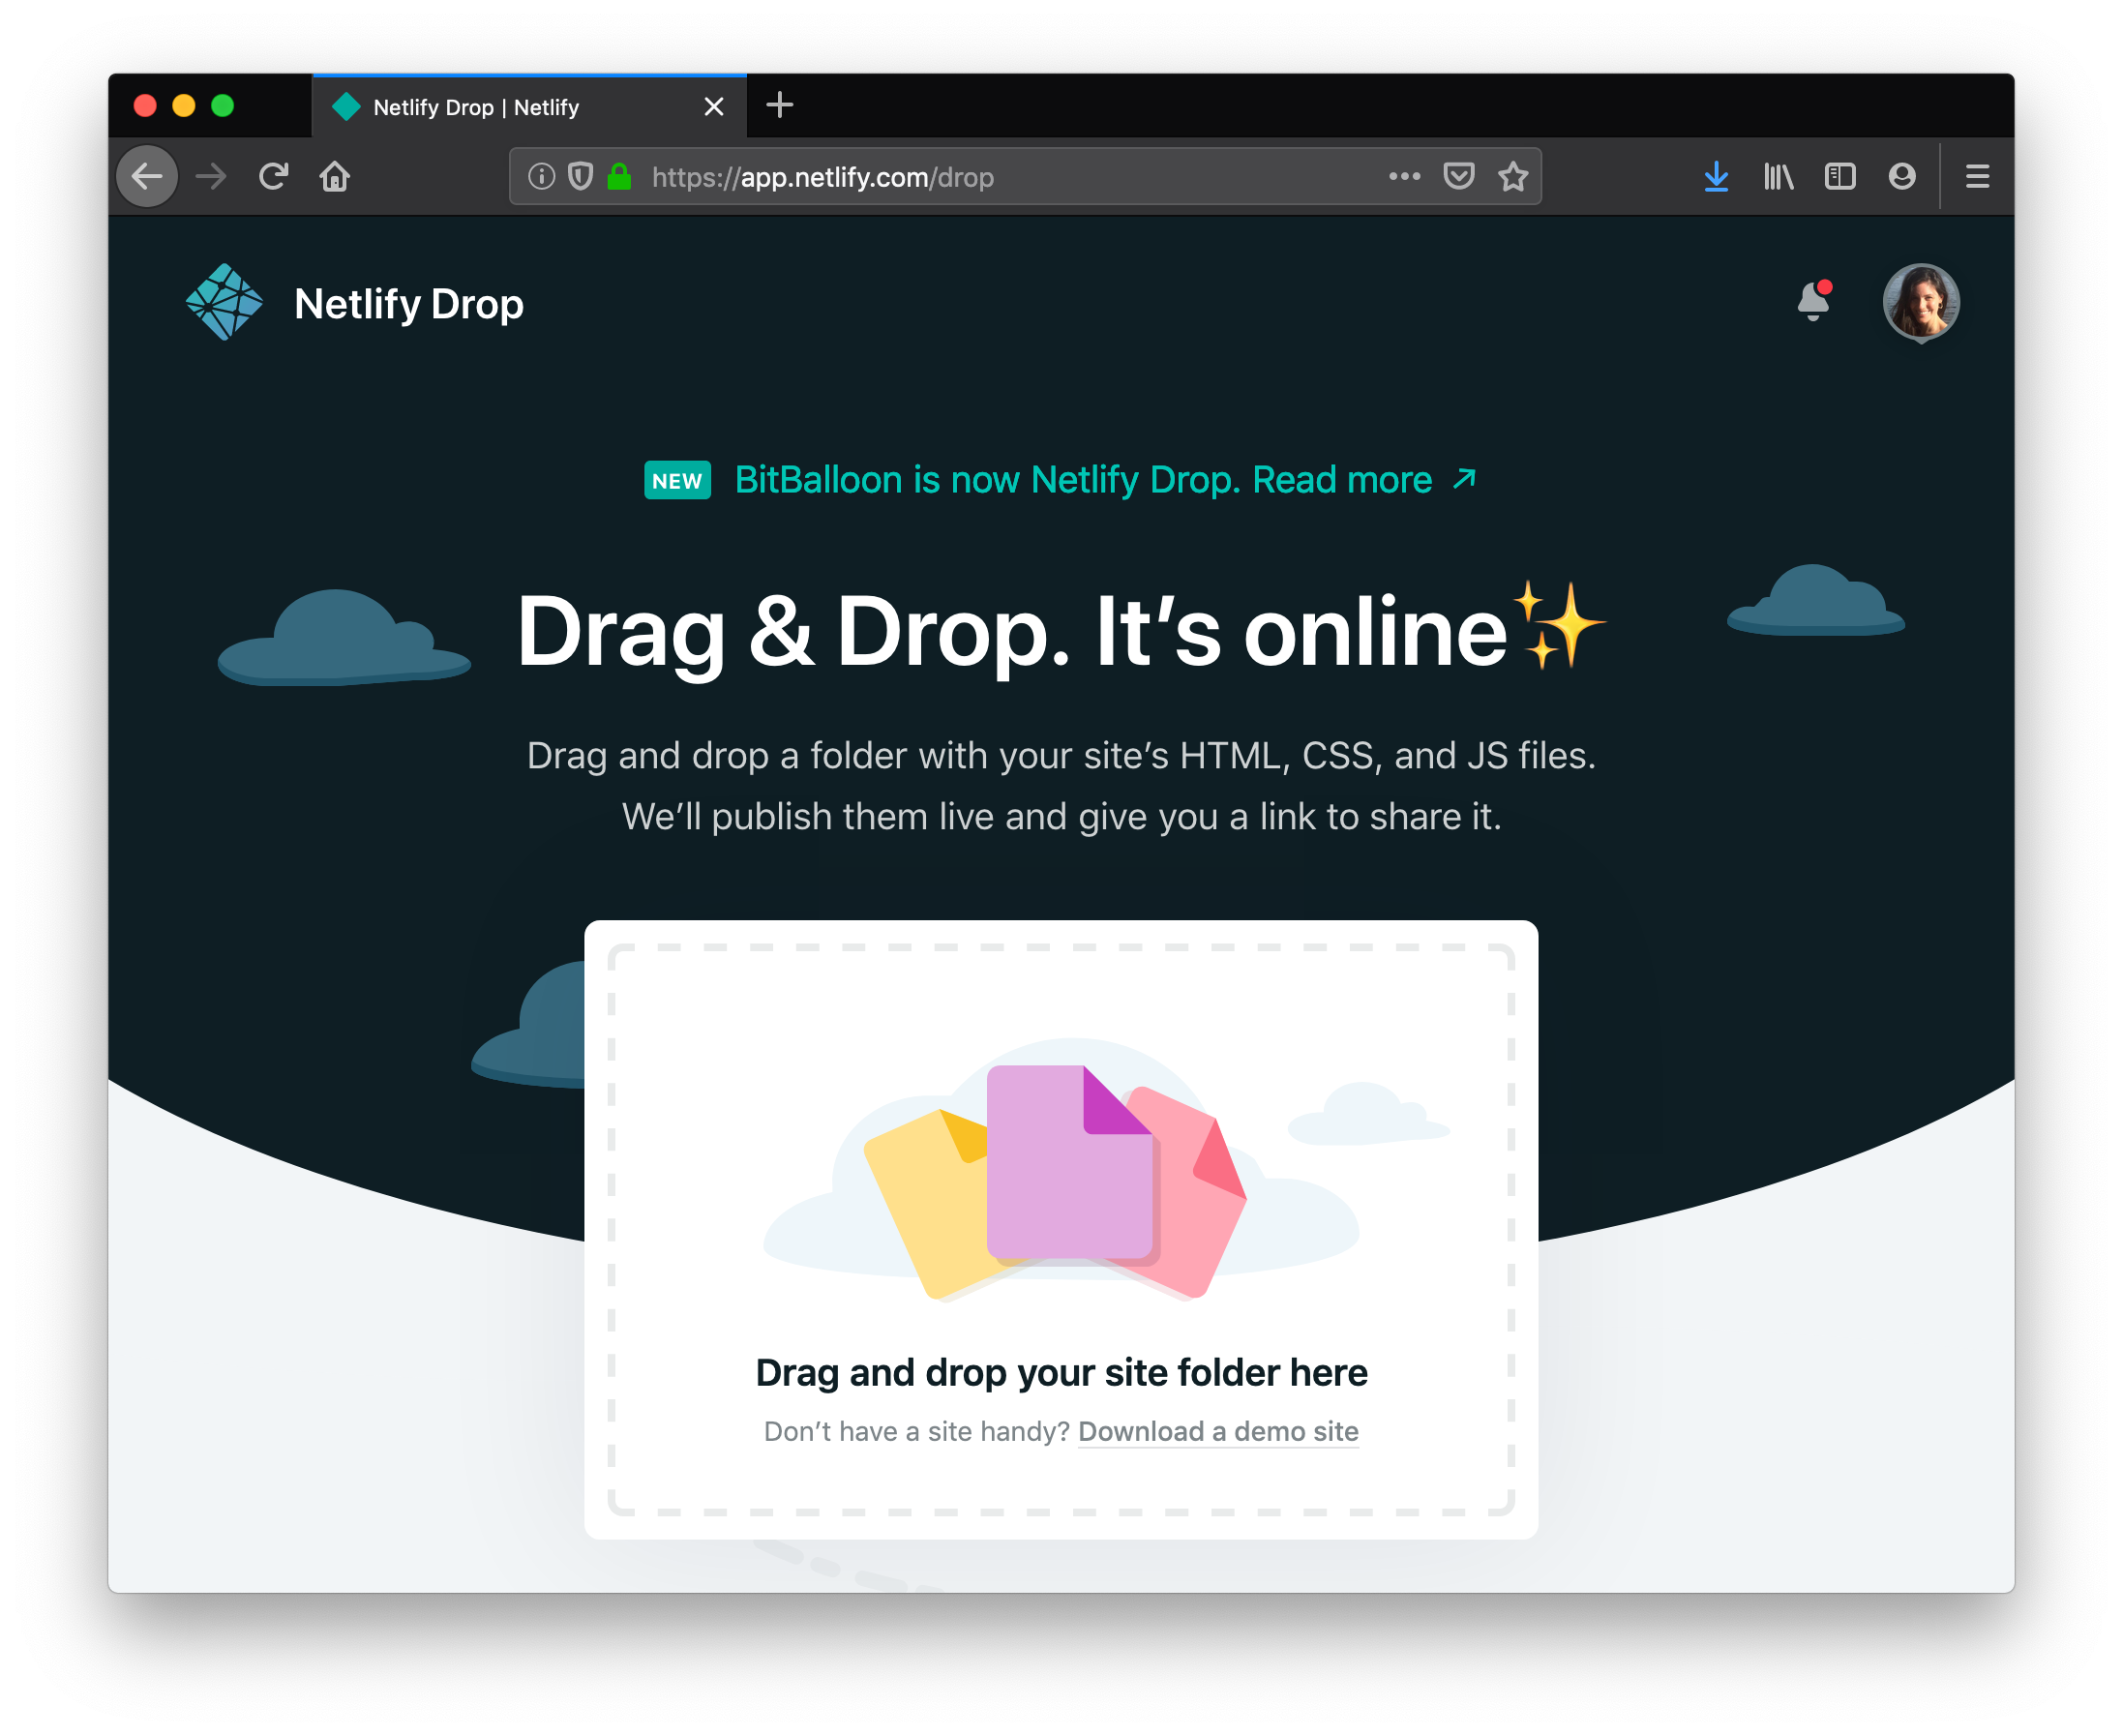 Netlify Drop | Netlify
https://app.netlify.com/drop
Netlify Drop
NEW BitBalloon is now Netlify Drop. Read more ↗
Drag & Drop. It’s online✨
Drag and drop a folder with your site’s HTML, CSS, and JS files.
We’ll publish them live and give you a link to share it.
Drag and drop your site folder here
Don’t have a site handy? Download a demo site